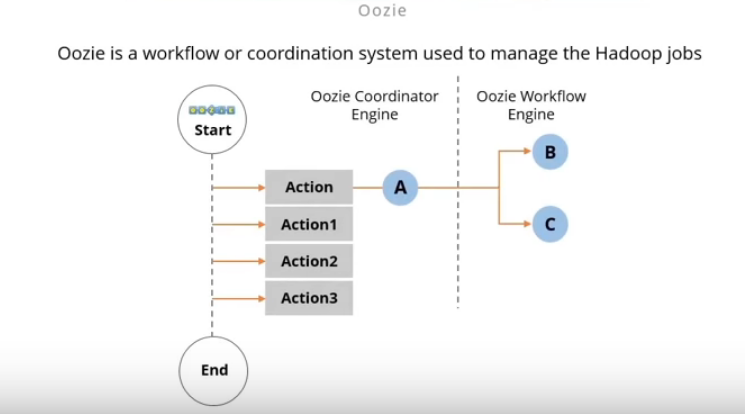 Oozie
Oozie is a workflow or coordination system used to manage the Hadoop jobs
Oozie Coordinator
Engine
Oozie Workflow
Engine
Start
B
Action
A
Action1
C
Action2
Action3
End